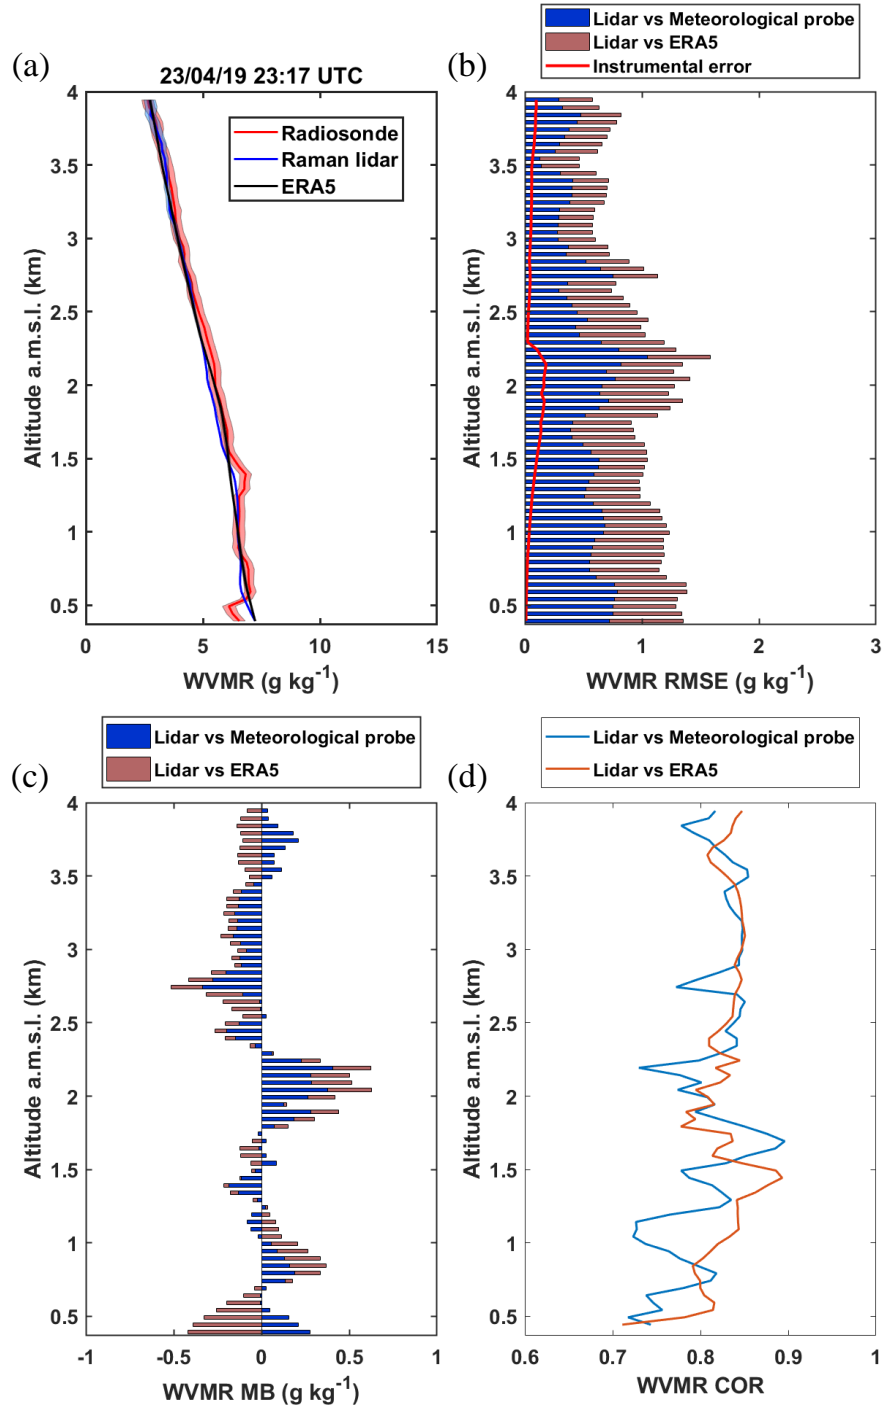 (a)
23/04/19 23:17 UTC
Radiosonde
Raman lidar
ERA5
4
3.5
3
2.5
2
1.5
1
0.5
Altitude a.m.s.l. (km)
0 5 10 15
WVMR (g kg⁻¹)
(b)
Lidar vs Meteorological probe
Lidar vs ERA5
Instrumental error
4
3.5
3
2.5
2
1.5
1
0.5
Altitude a.m.s.l. (km)
0 1 2 3
WVMR RMSE (g kg⁻¹)
(c)
Lidar vs Meteorological probe
Lidar vs ERA5
4
3.5
3
2.5
2
1.5
1
0.5
Altitude a.m.s.l. (km)
-1 -0.5 0 0.5 1
WVMR MB (g kg⁻¹)
(d)
Lidar vs Meteorological probe
Lidar vs ERA5
4
3.5
3
2.5
2
1.5
1
0.5
Altitude a.m.s.l. (km)
0.6 0.7 0.8 0.9 1
WVMR COR